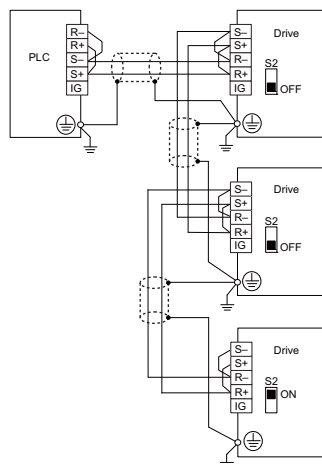 PLC
R–
R+
S–
S+
IG
S–
S+
R–
R+
IG
Drive
S2
OFF
S–
S+
R–
R+
IG
Drive
S2
OFF
S–
S+
R–
R+
IG
Drive
S2
ON